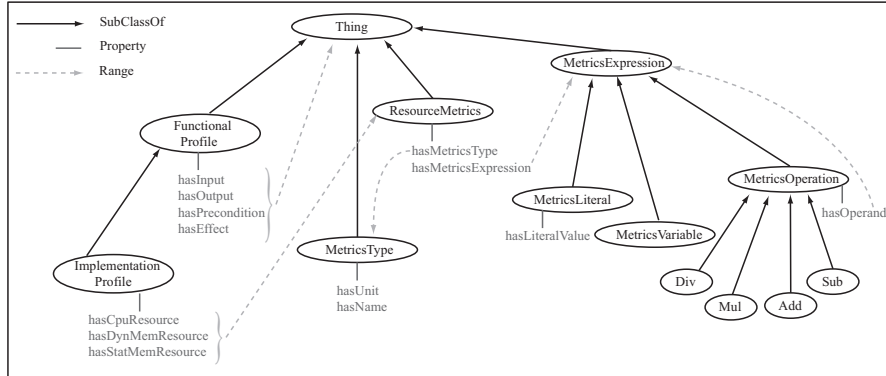 SubClassOf
Property
Range
Thing
MetricsExpression
ResourceMetrics
hasMetricsType
hasMetricsExpression
Functional
Profile
hasInput
hasOutput
hasPrecondition
hasEffect
MetricsOperation
hasOperand
MetricsLiteral
hasLiteralValue
MetricsVariable
MetricsType
hasUnit
hasName
Implementation
Profile
hasCpuResource
hasDynMemResource
hasStatMemResource
Div
Mul
Add
Sub